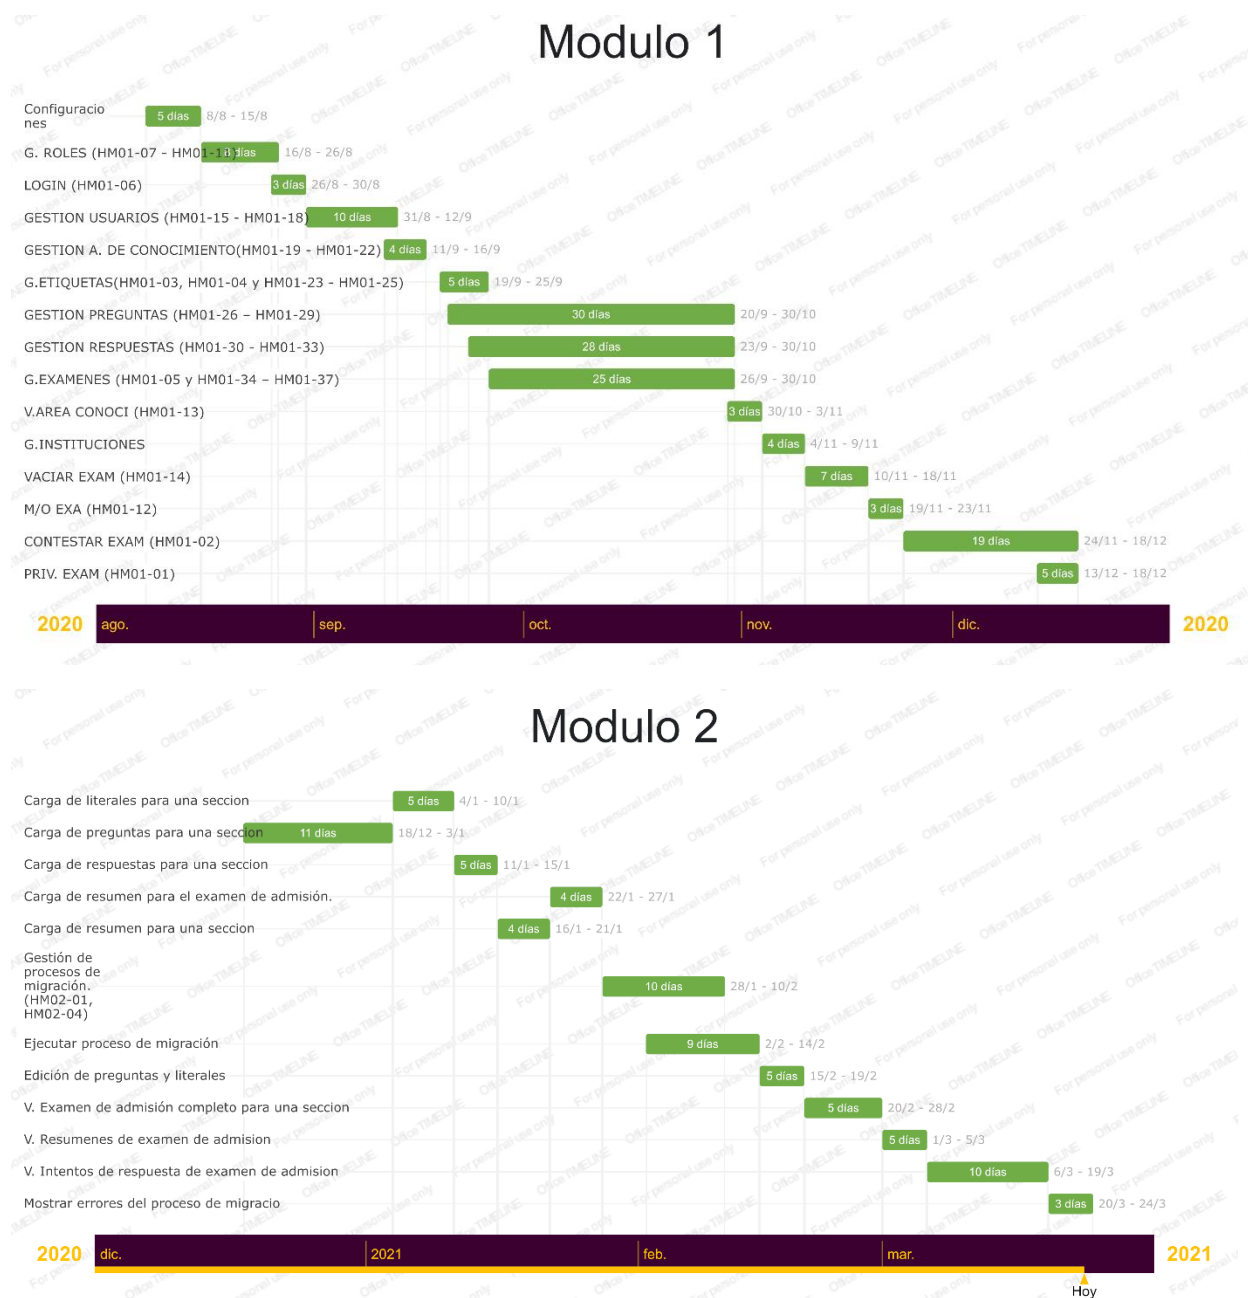 Modulo 1
Configuracio
nes
5 días 8/8 - 15/8
G. ROLES (HM01-07 - HM01-11) días 16/8 - 26/8
LOGIN (HM01-06) 3 días 26/8 - 30/8
GESTION USUARIOS (HM01-15 - HM01-18) 10 días 31/8 - 12/9
GESTION A. DE CONOCIMIENTO(HM01-19 - HM01-22) 4 días 11/9 - 16/9
G.ETIQUETAS(HM01-03, HM01-04 y HM01-23 - HM01-25) 5 días 19/9 - 25/9
GESTION PREGUNTAS (HM01-26 – HM01-29) 30 días 20/9 - 30/10
GESTION RESPUESTAS (HM01-30 - HM01-33) 28 días 23/9 - 30/10
G.EXAMENES (HM01-05 y HM01-34 – HM01-37) 25 días 26/9 - 30/10
V.AREA CONOCI (HM01-13) 3 días 30/10 - 3/11
G.INSTITUCIONES 4 días 4/11 - 9/11
VACIAR EXAM (HM01-14) 7 días 10/11 - 18/11
M/O EXA (HM01-12) 3 días 19/11 - 23/11
CONTESTAR EXAM (HM01-02) 19 días 24/11 - 18/12
PRIV. EXAM (HM01-01) 5 días 13/12 - 18/12
2020 ago. sep. oct. nov. dic. 2020
Modulo 2
Carga de literales para una seccion 5 días 4/1 - 10/1
Carga de preguntas para una seccion 11 días 18/12 - 3/1
Carga de respuestas para una seccion 5 días 11/1 - 15/1
Carga de resumen para el examen de admisión. 4 días 22/1 - 27/1
Carga de resumen para una seccion 4 días 16/1 - 21/1
Gestión de
procesos de
migración.
(HM02-01,
HM02-04)
10 días 28/1 - 10/2
Ejecutar proceso de migración 9 días 2/2 - 14/2
Edición de preguntas y literales 5 días 15/2 - 19/2
V. Examen de admisión completo para una seccion 5 días 20/2 - 28/2
V. Resumenes de examen de admision 5 días 1/3 - 5/3
V. Intentos de respuesta de examen de admision 10 días 6/3 - 19/3
Mostrar errores del proceso de migracio 3 días 20/3 - 24/3
2020 dic. 2021 feb. mar. 2021
Hoy